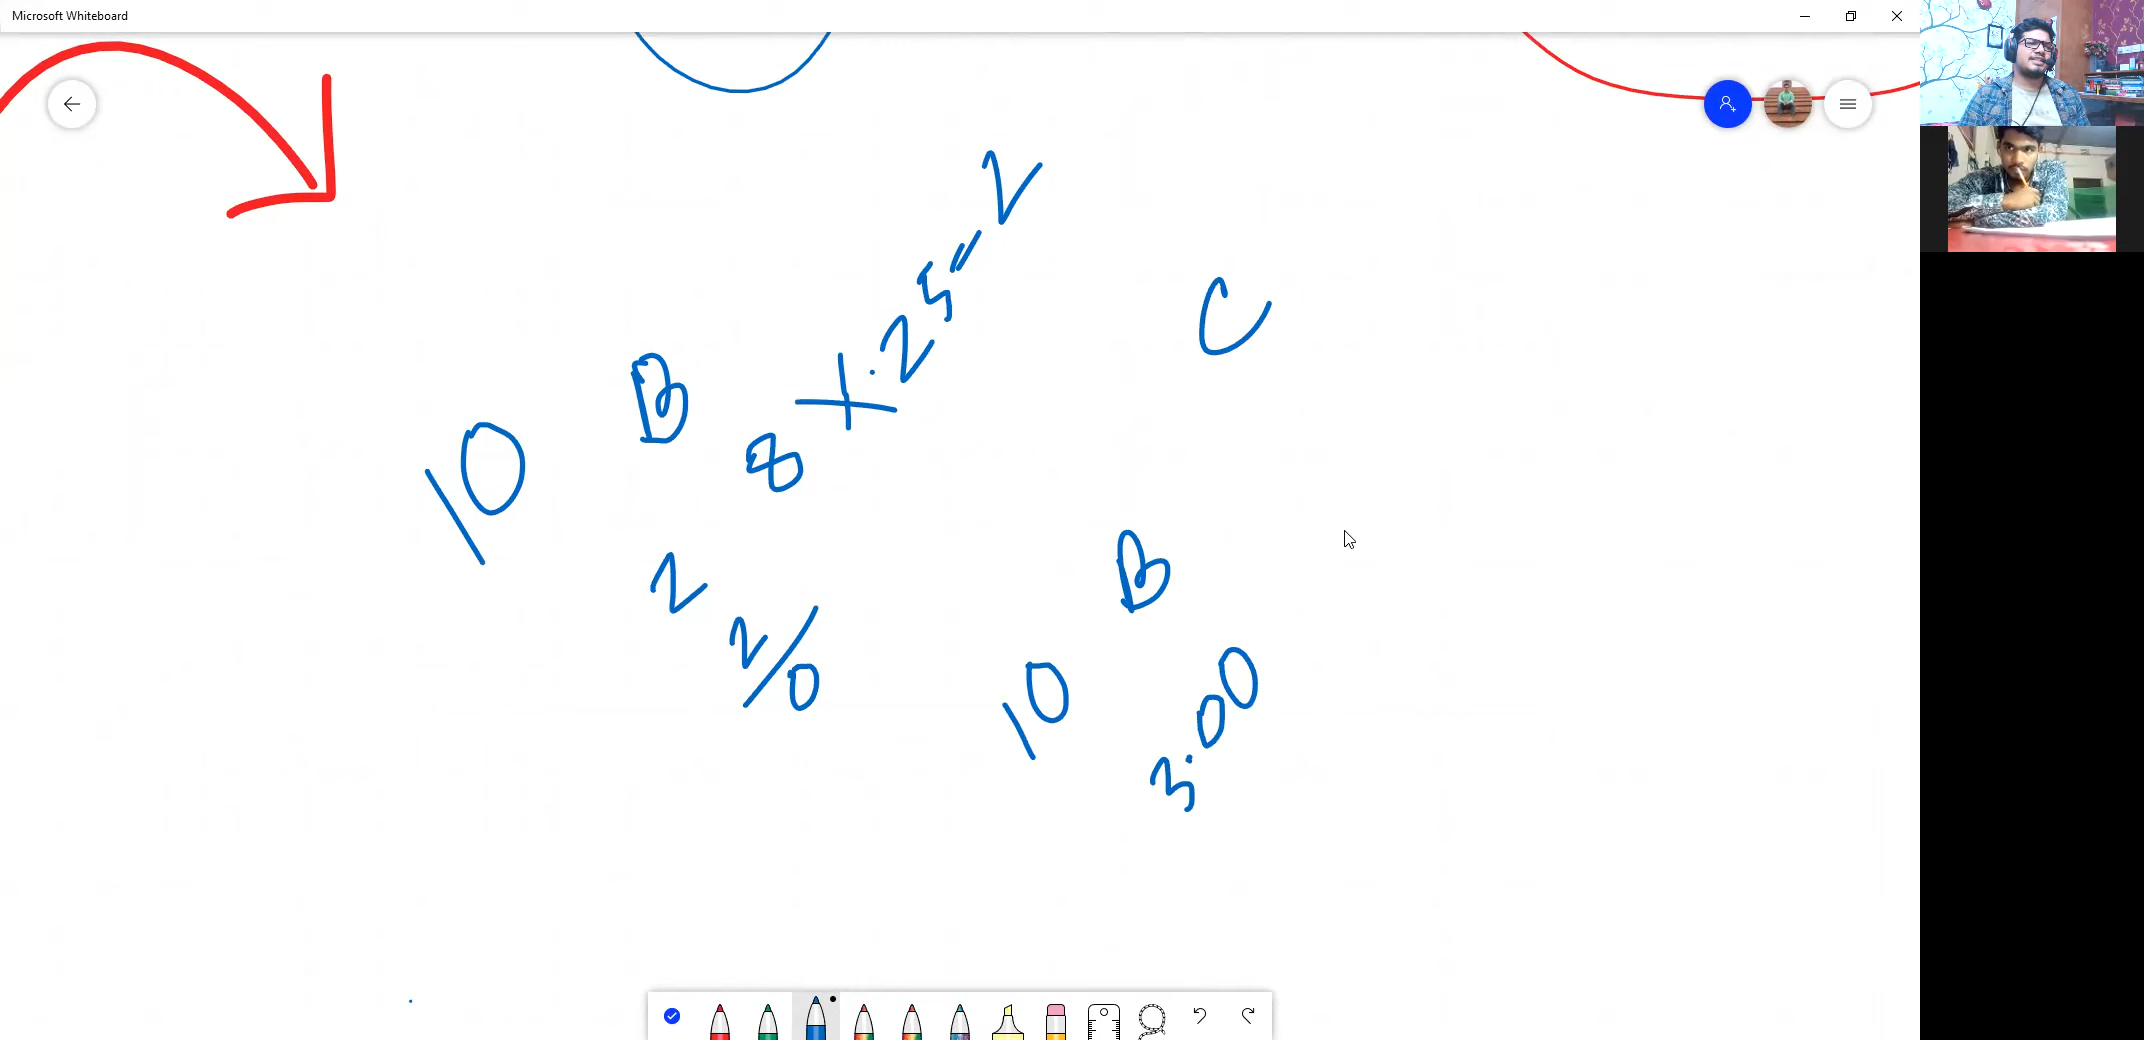 Microsoft Whiteboard
8 + .25 = 2
C
10 B
2
2/0
10 B
3.00